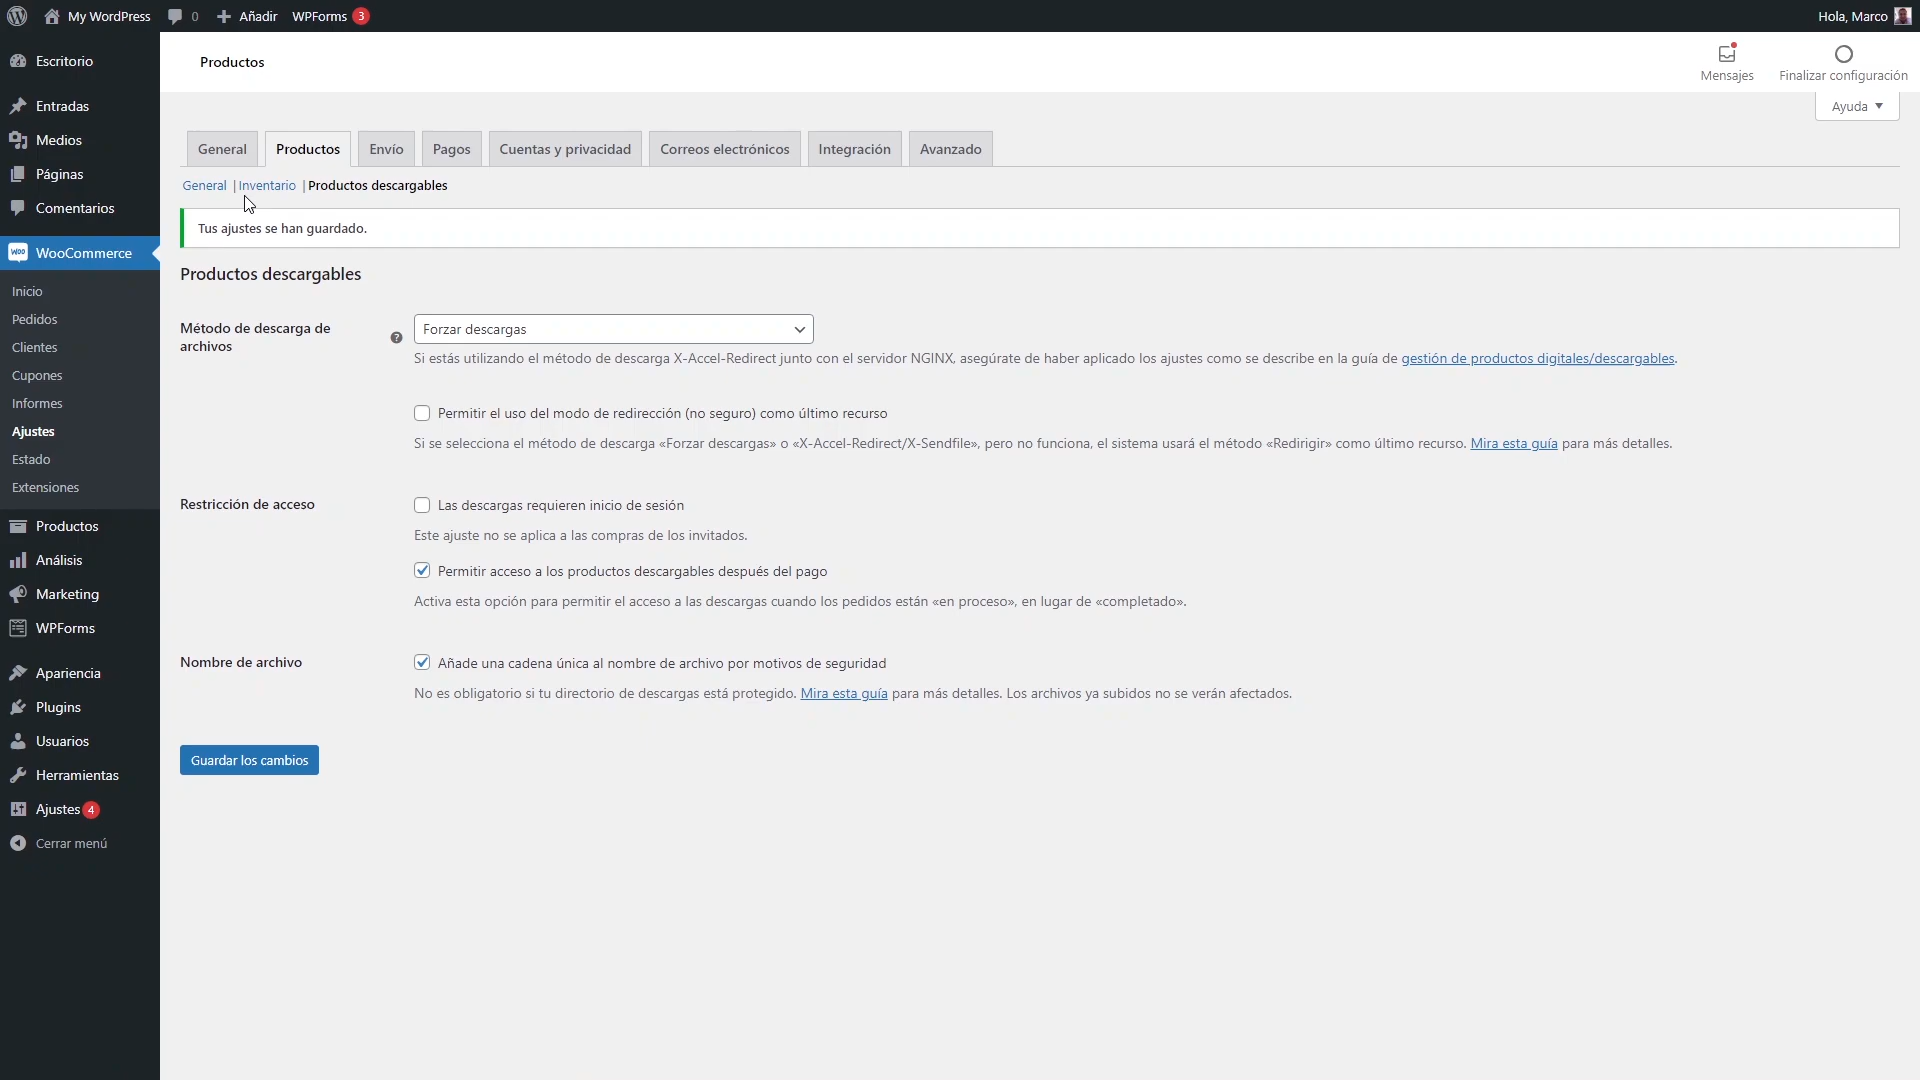 My WordPress
0
Añadir
WPForms 3
Hola, Marco
Escritorio
Entradas
Medios
Páginas
Comentarios
WooCommerce
Inicio
Pedidos
Clientes
Cupones
Informes
Ajustes
Estado
Extensiones
Productos
Análisis
Marketing
WPForms
Apariencia
Plugins
Usuarios
Herramientas
Ajustes 4
Cerrar menú
Productos
Mensajes
Finalizar configuración
Ayuda
General
Productos
Envío
Pagos
Cuentas y privacidad
Correos electrónicos
Integración
Avanzado
General | Inventario | Productos descargables
Tus ajustes se han guardado.
Productos descargables
Método de descarga de
archivos
Forzar descargas
Si estás utilizando el método de descarga X-Accel-Redirect junto con el servidor NGINX, asegúrate de haber aplicado los ajustes como se describe en la guía de gestión de productos digitales/descargables.
Permitir el uso del modo de redirección (no seguro) como último recurso
Si se selecciona el método de descarga «Forzar descargas» o «X-Accel-Redirect/X-Sendfile», pero no funciona, el sistema usará el método «Redirigir» como último recurso. Mira esta guía para más detalles.
Restricción de acceso
Las descargas requieren inicio de sesión
Este ajuste no se aplica a las compras de los invitados.
Permitir acceso a los productos descargables después del pago
Activa esta opción para permitir el acceso a las descargas cuando los pedidos están «en proceso», en lugar de «completado».
Nombre de archivo
Añade una cadena única al nombre de archivo por motivos de seguridad
No es obligatorio si tu directorio de descargas está protegido. Mira esta guía para más detalles. Los archivos ya subidos no se verán afectados.
Guardar los cambios